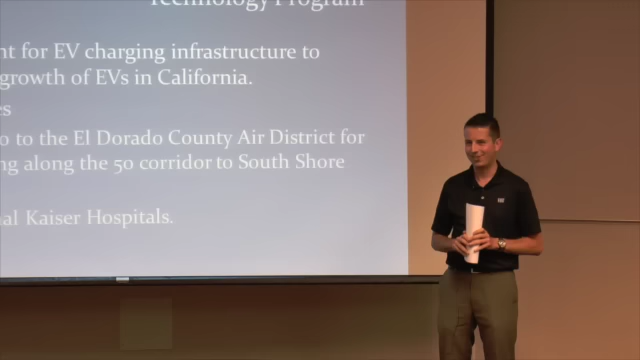 Technology Program
nt for EV charging infrastructure to
growth of EVs in California.
es
o to the El Dorado County Air District for
ng along the 50 corridor to South Shore
nal Kaiser Hospitals.